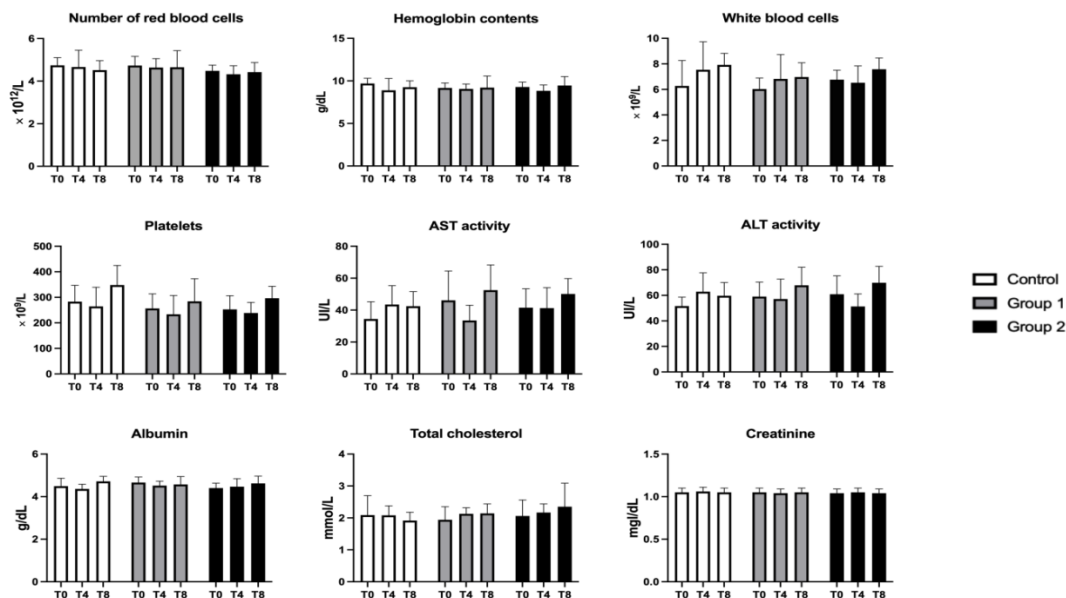 Number of red blood cells
× 10¹²/L
6
4
2
0
T0 T4 T8 T0 T4 T8 T0 T4 T8
Hemoglobin contents
g/dL
15
10
5
0
T0 T4 T8 T0 T4 T8 T0 T4 T8
White blood cells
× 10⁹/L
10
8
6
4
2
0
T0 T4 T8 T0 T4 T8 T0 T4 T8
Platelets
× 10⁹/L
500
400
300
200
100
0
T0 T4 T8 T0 T4 T8 T0 T4 T8
AST activity
UI/L
80
60
40
20
0
T0 T4 T8 T0 T4 T8 T0 T4 T8
ALT activity
UI/L
100
80
60
40
20
0
T0 T4 T8 T0 T4 T8 T0 T4 T8
Control
Group 1
Group 2
Albumin
g/dL
6
4
2
0
T0 T4 T8 T0 T4 T8 T0 T4 T8
Total cholesterol
mmol/L
4
3
2
1
0
T0 T4 T8 T0 T4 T8 T0 T4 T8
Creatinine
mgl/dL
1.5
1.0
0.5
0.0
T0 T4 T8 T0 T4 T8 T0 T4 T8